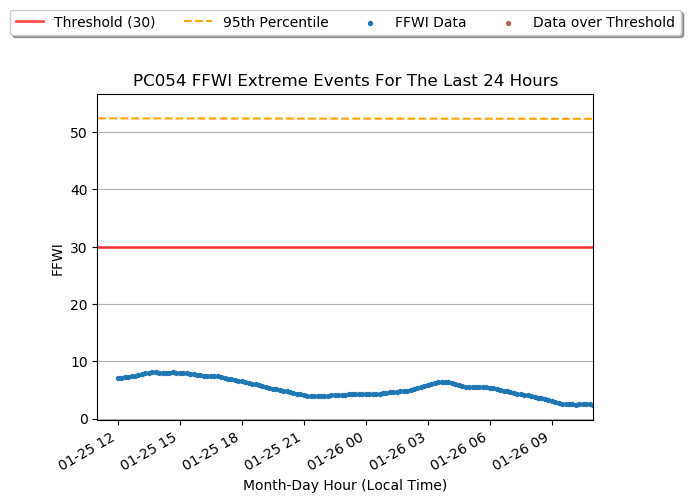 Threshold (30) 95th Percentile FFWI Data Data over Threshold
PC054 FFWI Extreme Events For The Last 24 Hours
50
40
30
20
10
0
FFWI
01-25 12 01-25 15 01-25 18 01-25 21 01-26 00 01-26 03 01-26 06 01-26 09
Month-Day Hour (Local Time)